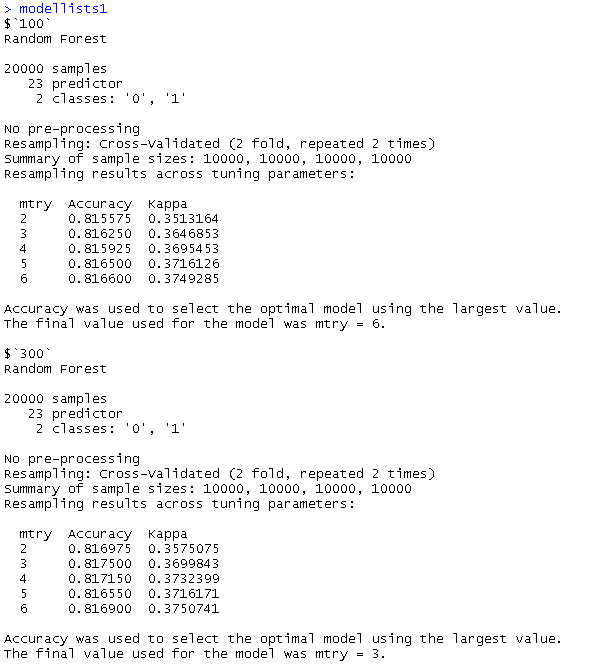 > modellists1
$`100`
Random Forest
20000 samples
   23 predictor
    2 classes: '0', '1'
No pre-processing
Resampling: Cross-Validated (2 fold, repeated 2 times)
Summary of sample sizes: 10000, 10000, 10000, 10000
Resampling results across tuning parameters:
  mtry  Accuracy  Kappa
  2     0.815575  0.3513164
  3     0.816250  0.3646853
  4     0.815925  0.3695453
  5     0.816500  0.3716126
  6     0.816600  0.3749285
Accuracy was used to select the optimal model using the largest value.
The final value used for the model was mtry = 6.
$`300`
Random Forest
20000 samples
   23 predictor
    2 classes: '0', '1'
No pre-processing
Resampling: Cross-Validated (2 fold, repeated 2 times)
Summary of sample sizes: 10000, 10000, 10000, 10000
Resampling results across tuning parameters:
  mtry  Accuracy  Kappa
  2     0.816975  0.3575075
  3     0.817500  0.3699843
  4     0.817150  0.3732399
  5     0.816550  0.3716171
  6     0.816900  0.3750741
Accuracy was used to select the optimal model using the largest value.
The final value used for the model was mtry = 3.